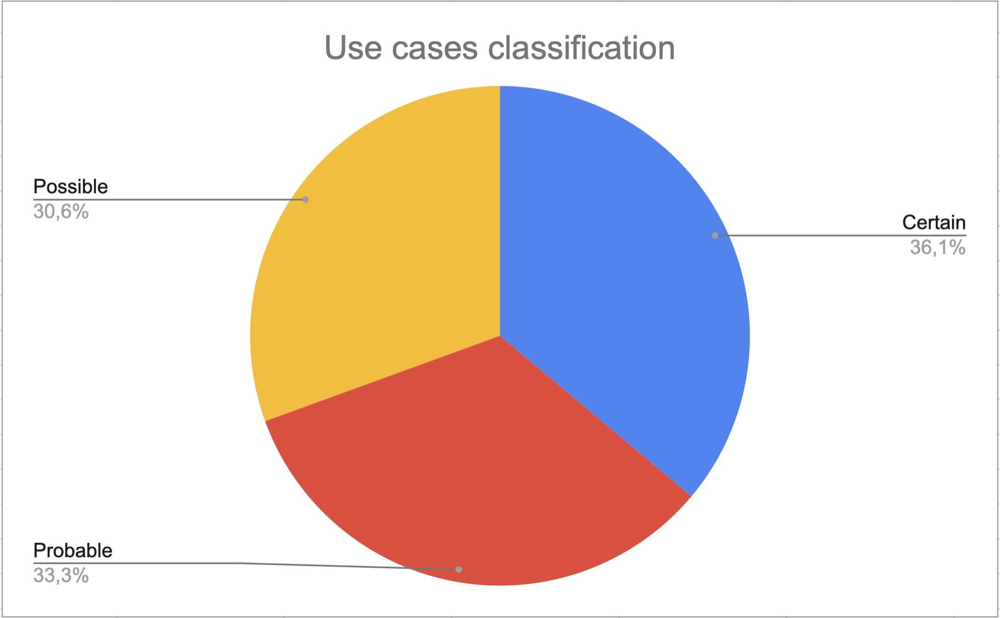 Use cases classification
Possible
30,6%
Certain
36,1%
Probable
33,3%